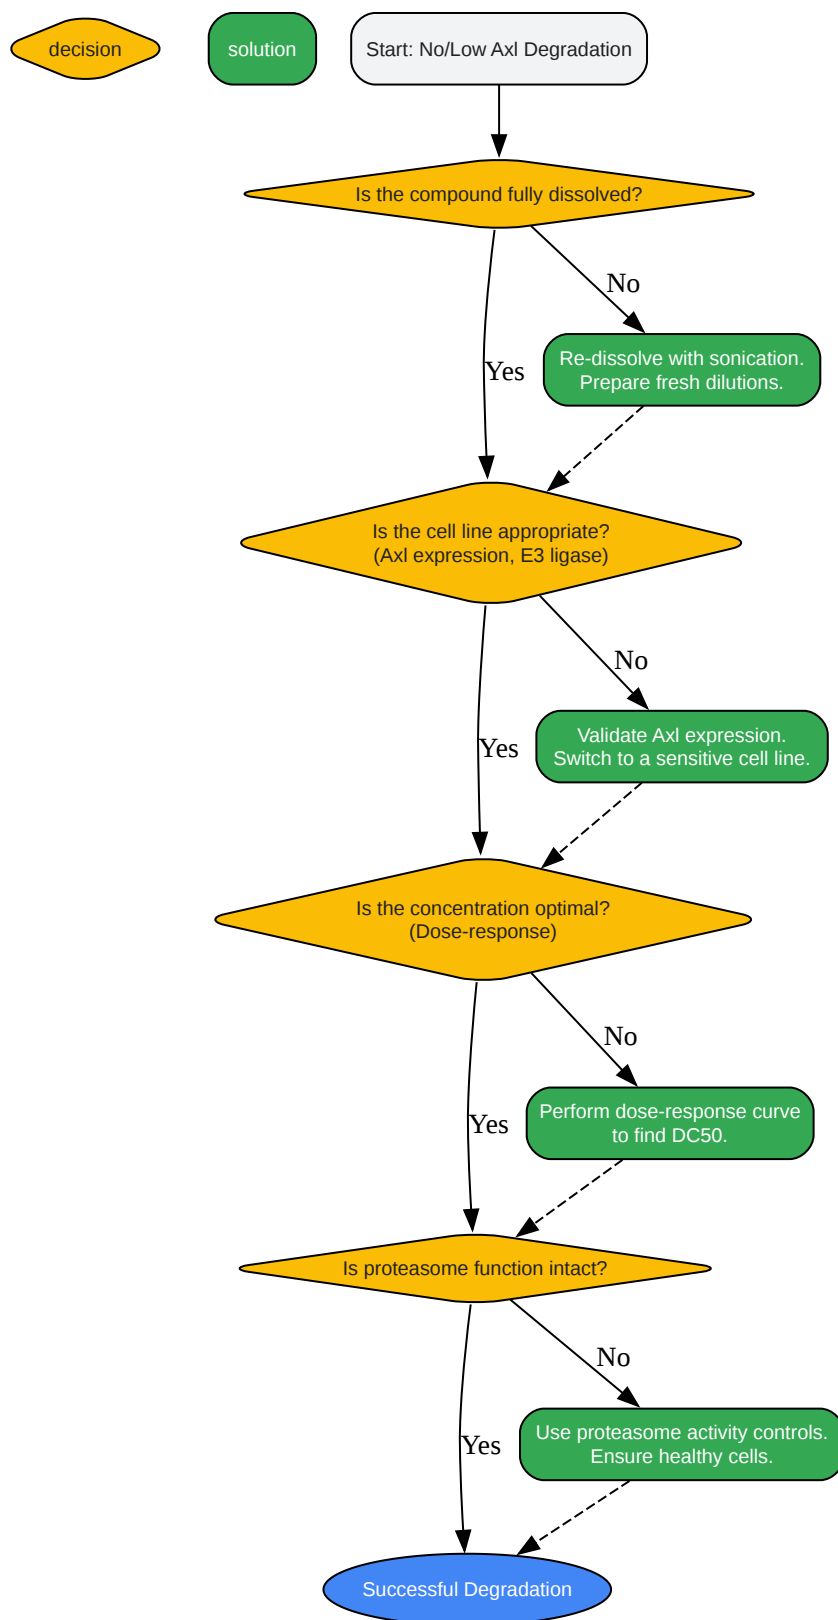 decision
solution
Start: No/Low Axl Degradation
Is the compound fully dissolved?
No
Re-dissolve with sonication.
Prepare fresh dilutions.
Yes
Is the cell line appropriate?
(Axl expression, E3 ligase)
No
Validate Axl expression.
Switch to a sensitive cell line.
Yes
Is the concentration optimal?
(Dose-response)
No
Perform dose-response curve
to find DC50.
Yes
Is proteasome function intact?
No
Use proteasome activity controls.
Ensure healthy cells.
Yes
Successful Degradation